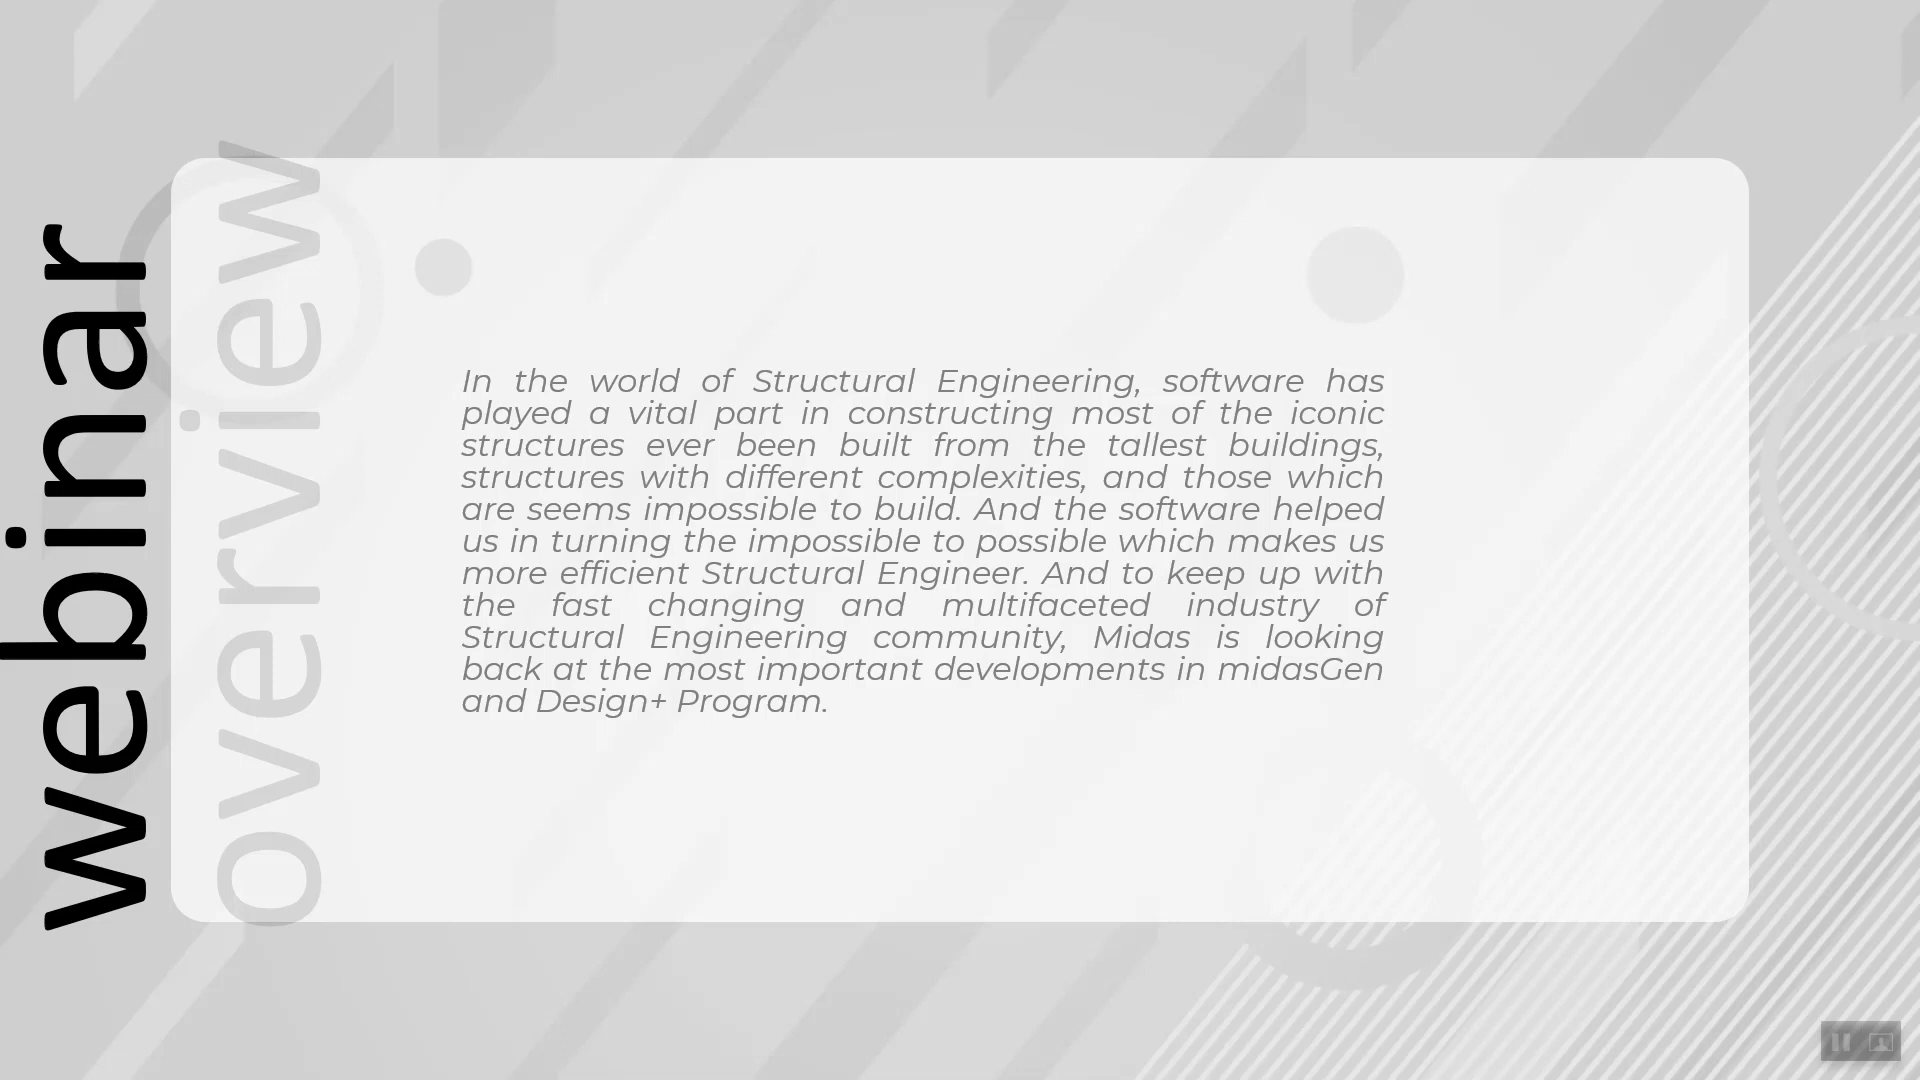 webinar
overview
In the world of Structural Engineering, software has
played a vital part in constructing most of the iconic
structures ever been built from the tallest buildings,
structures with different complexities, and those which
are seems impossible to build. And the software helped
us in turning the impossible to possible which makes us
more efficient Structural Engineer. And to keep up with
the fast changing and multifaceted industry of
Structural Engineering community, Midas is looking
back at the most important developments in midasGen
and Design+ Program.